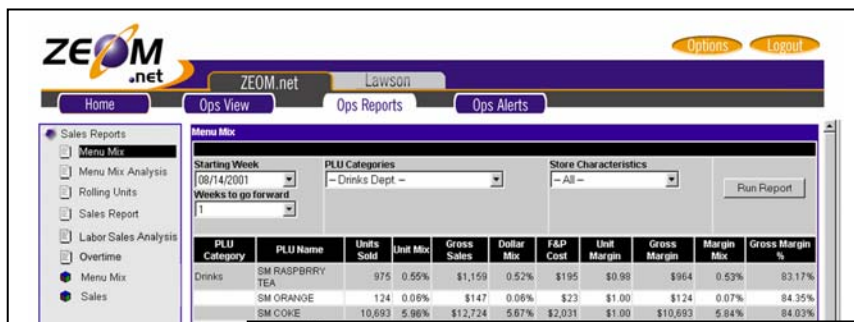 ZEOM
.net
Options Logout
ZEOM.net Lawson
Home Ops View Ops Reports Ops Alerts
Sales Reports
Menu Mix
Menu Mix Analysis
Rolling Units
Sales Report
Labor Sales Analysis
Overtime
Menu Mix
Sales
Menu Mix
Starting Week PLU Categories Store Characteristics
08/14/2001 -- Drinks Dept. -- -- All --
Weeks to go forward
1
Run Report
PLU Category PLU Name Units Sold Unit Mix Gross Sales Dollar Mix F&P Cost Unit Margin Gross Margin Margin Mix Gross Margin %
Drinks SM RASPBRRY TEA 975 0.55% $1,159 0.52% $195 $0.98 $964 0.53% 83.17%
SM ORANGE 124 0.06% $147 0.06% $23 $1.00 $124 0.07% 84.35%
SM COKE 10,693 5.96% $12,724 5.67% $2,031 $1.00 $10,693 5.84% 84.03%